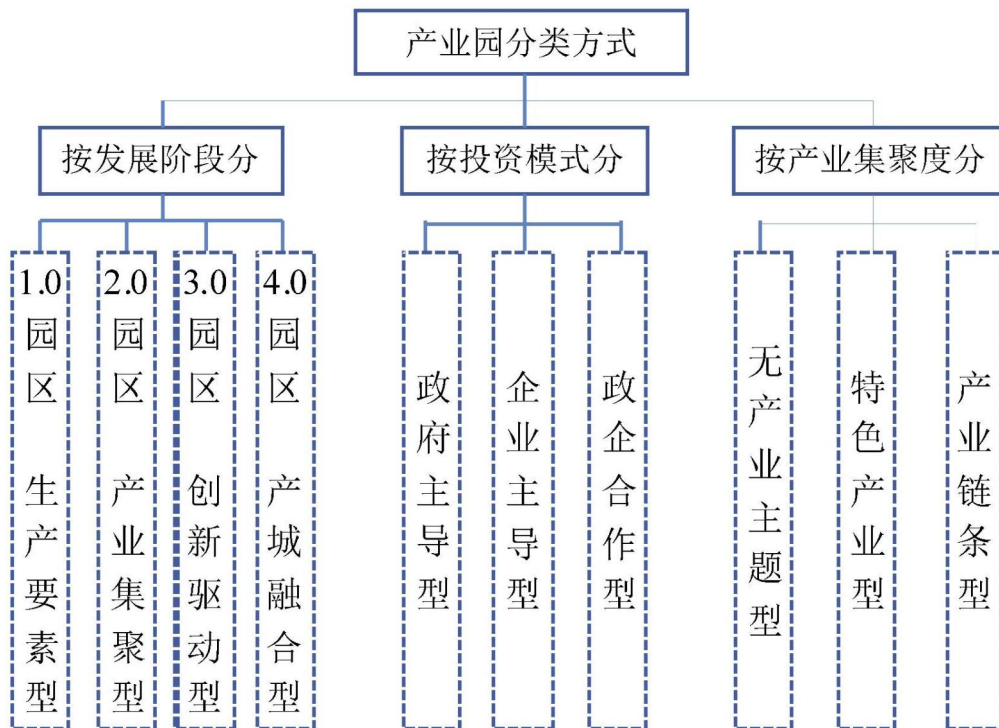 产业园分类方式
按发展阶段分
按投资模式分
按产业集聚度分
1.0园区 生产要素型
2.0园区 产业集聚型
3.0园区 创新驱动型
4.0园区 产城融合型
政府主导型
企业主导型
政企合作型
无产业主题型
特色产业型
产业链条型